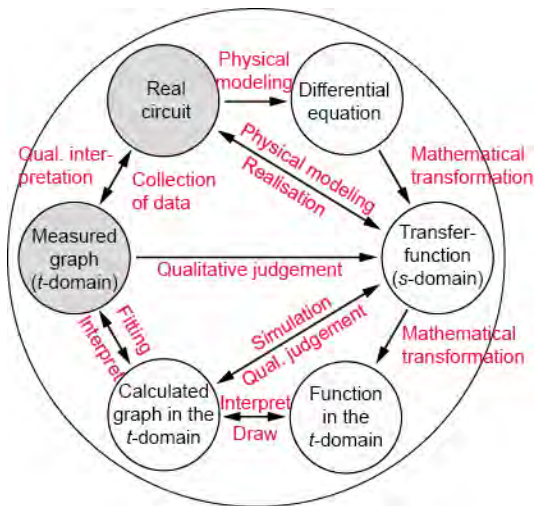 Real
circuit
Physical
modeling
Differential
equation
Physical modeling
Realisation
Mathematical
transformation
Qual. inter-
pretation
Collection
of data
Measured
graph
(t-domain)
Qualitative judgement
Transfer-
function
(s-domain)
Fitting
Interpret
Simulation
Qual. judgement
Mathematical
transformation
Calculated
graph in the
t-domain
Interpret
Draw
Function
in the
t-domain